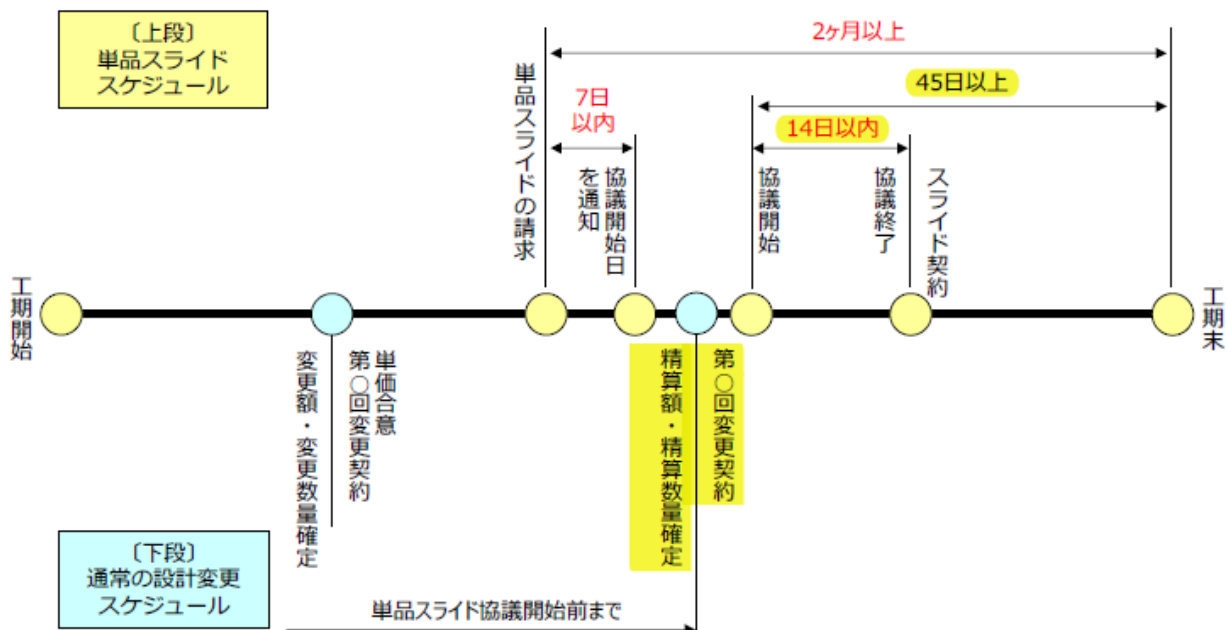 〔上段〕
単品スライド
スケジュール
2ヶ月以上
45日以上
7日
以内
14日以内
単品スライドの請求
協議開始日
を通知
協議開始
協議終了
スライド契約
工期開始
工期末
単価合意
第○回変更契約
変更額・変更数量確定
第○回変更契約
精算額・精算数量確定
〔下段〕
通常の設計変更
スケジュール
単品スライド協議開始前まで